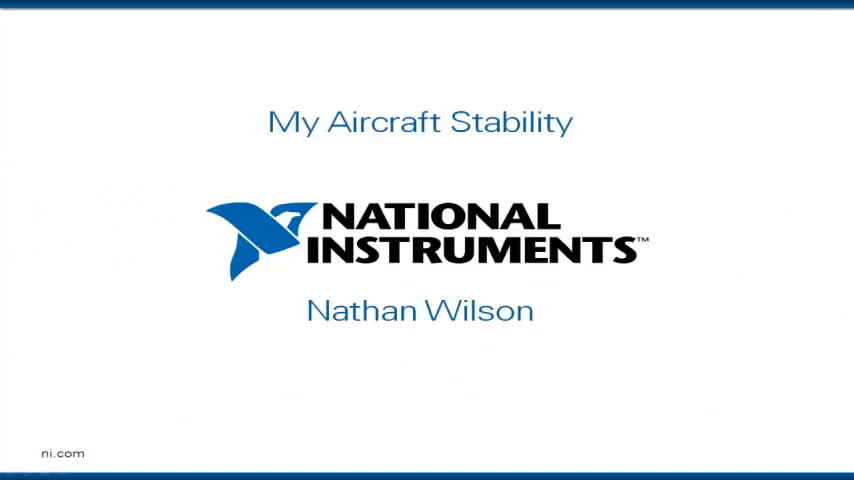 My Aircraft Stability
NATIONAL
INSTRUMENTS™
Nathan Wilson
ni.com